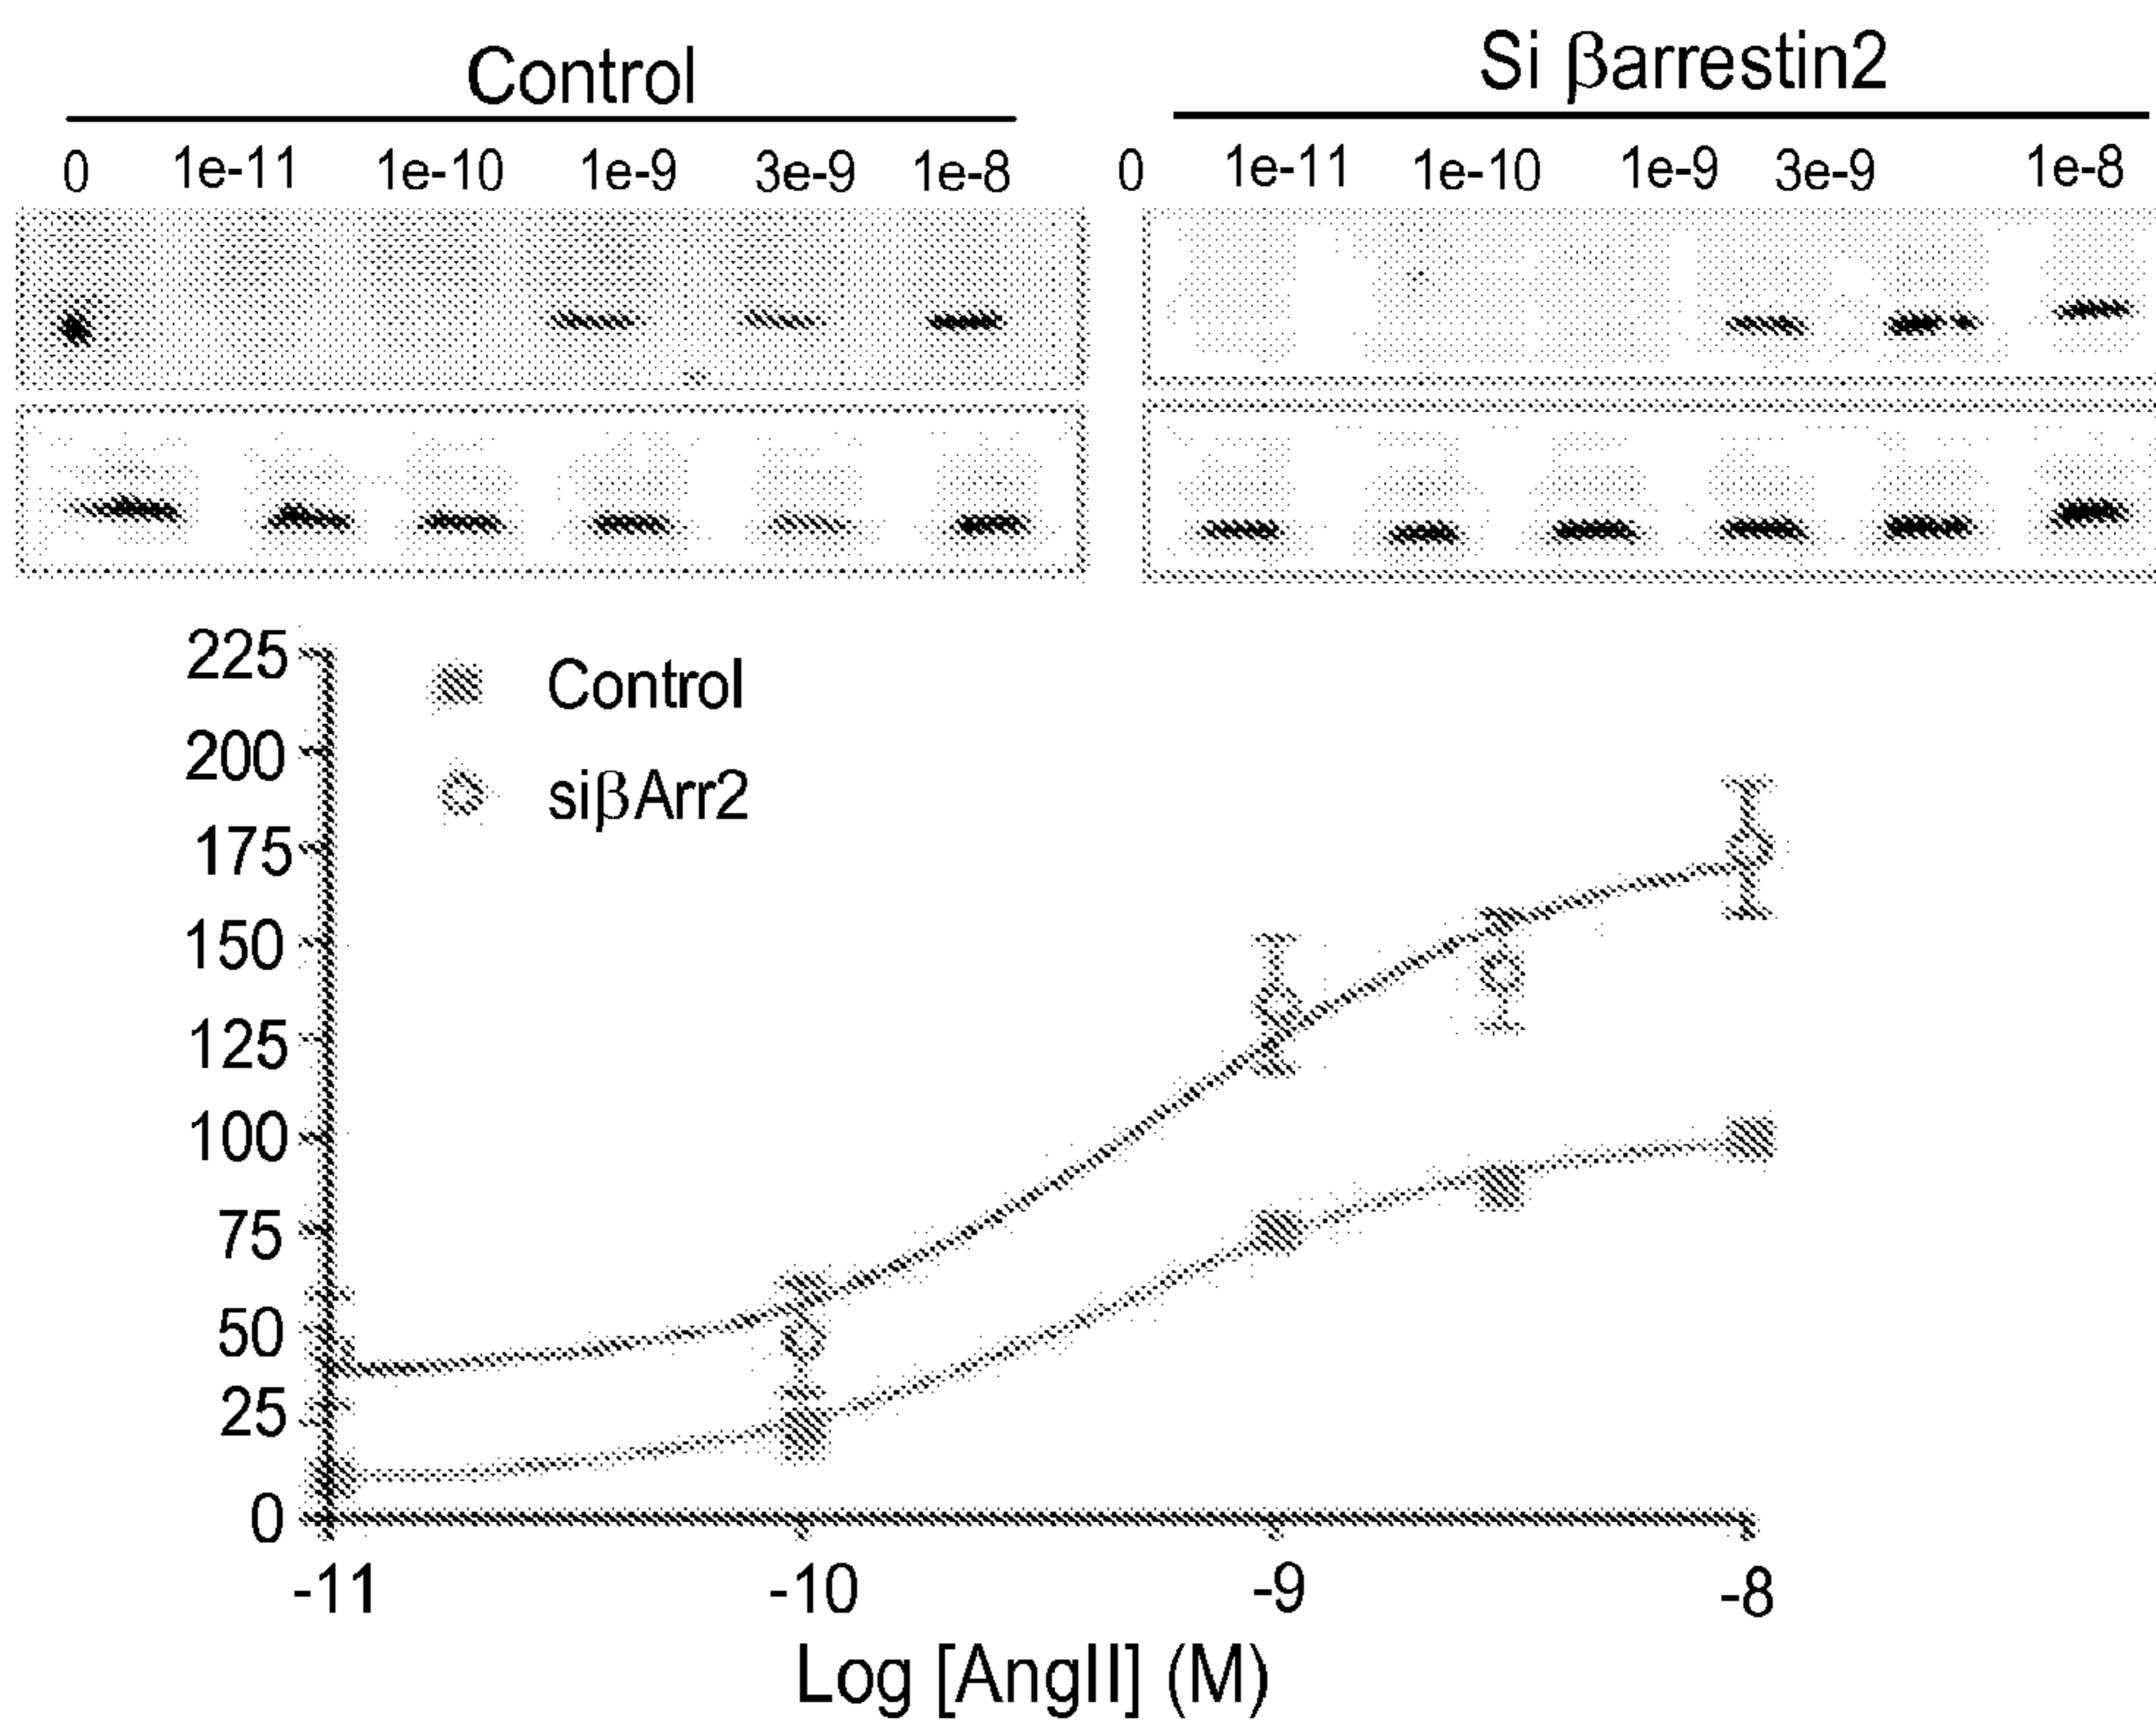 Control
Si βarrestin2
0 1e-11 1e-10 1e-9 3e-9 1e-8
0 1e-11 1e-10 1e-9 3e-9 1e-8
225
200
175
150
125
100
75
50
25
0
Control
siβArr2
-11 -10 -9 -8
Log [AngII] (M)